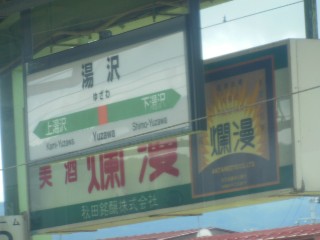 湯沢
ゆざわ
上湯沢
下湯沢
Kami-Yuzawa
Yuzawa
Shimo-Yuzawa
美酒 爛漫
秋田銘醸株式会社
爛漫